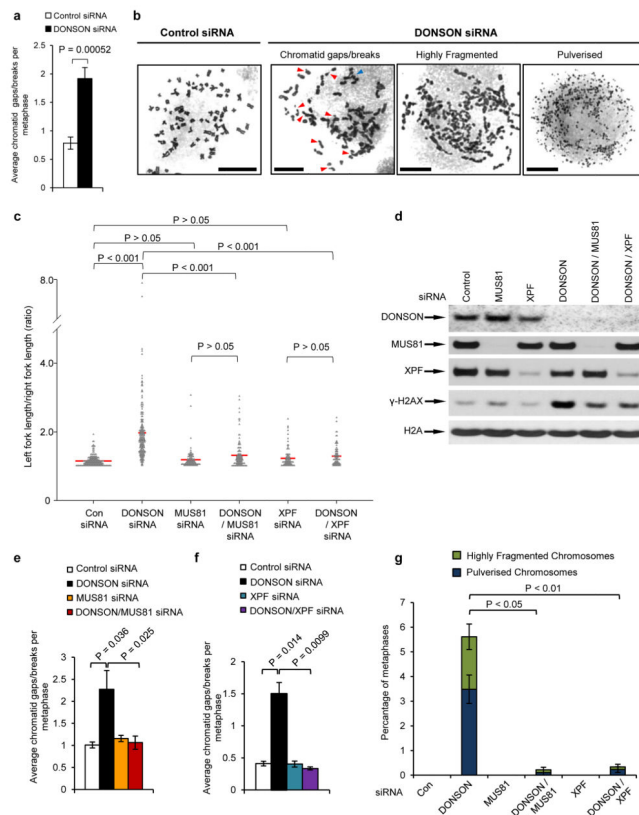 a
Control siRNA
DONSON siRNA
P = 0.00052
Average chromatid gaps/breaks per
metaphase
2.5
2
1.5
1
0.5
0
b
Control siRNA
DONSON siRNA
Chromatid gaps/breaks
Highly Fragmented
Pulverised
c
P > 0.05
P > 0.05
P < 0.001
P < 0.001
P < 0.001
P > 0.05
P > 0.05
Left fork length/right fork length (ratio)
8.0
4.0
2.0
0
Con
siRNA
DONSON
siRNA
MUS81
siRNA
DONSON
/ MUS81
siRNA
XPF
siRNA
DONSON
/ XPF
siRNA
d
siRNA
Control
MUS81
XPF
DONSON
DONSON / MUS81
DONSON / XPF
DONSON
MUS81
XPF
γ-H2AX
H2A
e
Control siRNA
DONSON siRNA
MUS81 siRNA
DONSON/MUS81 siRNA
P = 0.036
P = 0.025
Average chromatid gaps/breaks per
metaphase
3
2.5
2
1.5
1
0.5
0
f
Control siRNA
DONSON siRNA
XPF siRNA
DONSON/XPF siRNA
P = 0.014
P = 0.0099
Average chromatid gaps/breaks per
metaphase
2
1.5
1
0.5
0
g
Highly Fragmented Chromosomes
Pulverised Chromosomes
P < 0.01
P < 0.05
Percentage of metaphases
7
6
5
4
3
2
1
0
siRNA
Con
DONSON
MUS81
DONSON /
MUS81
XPF
DONSON /
XPF